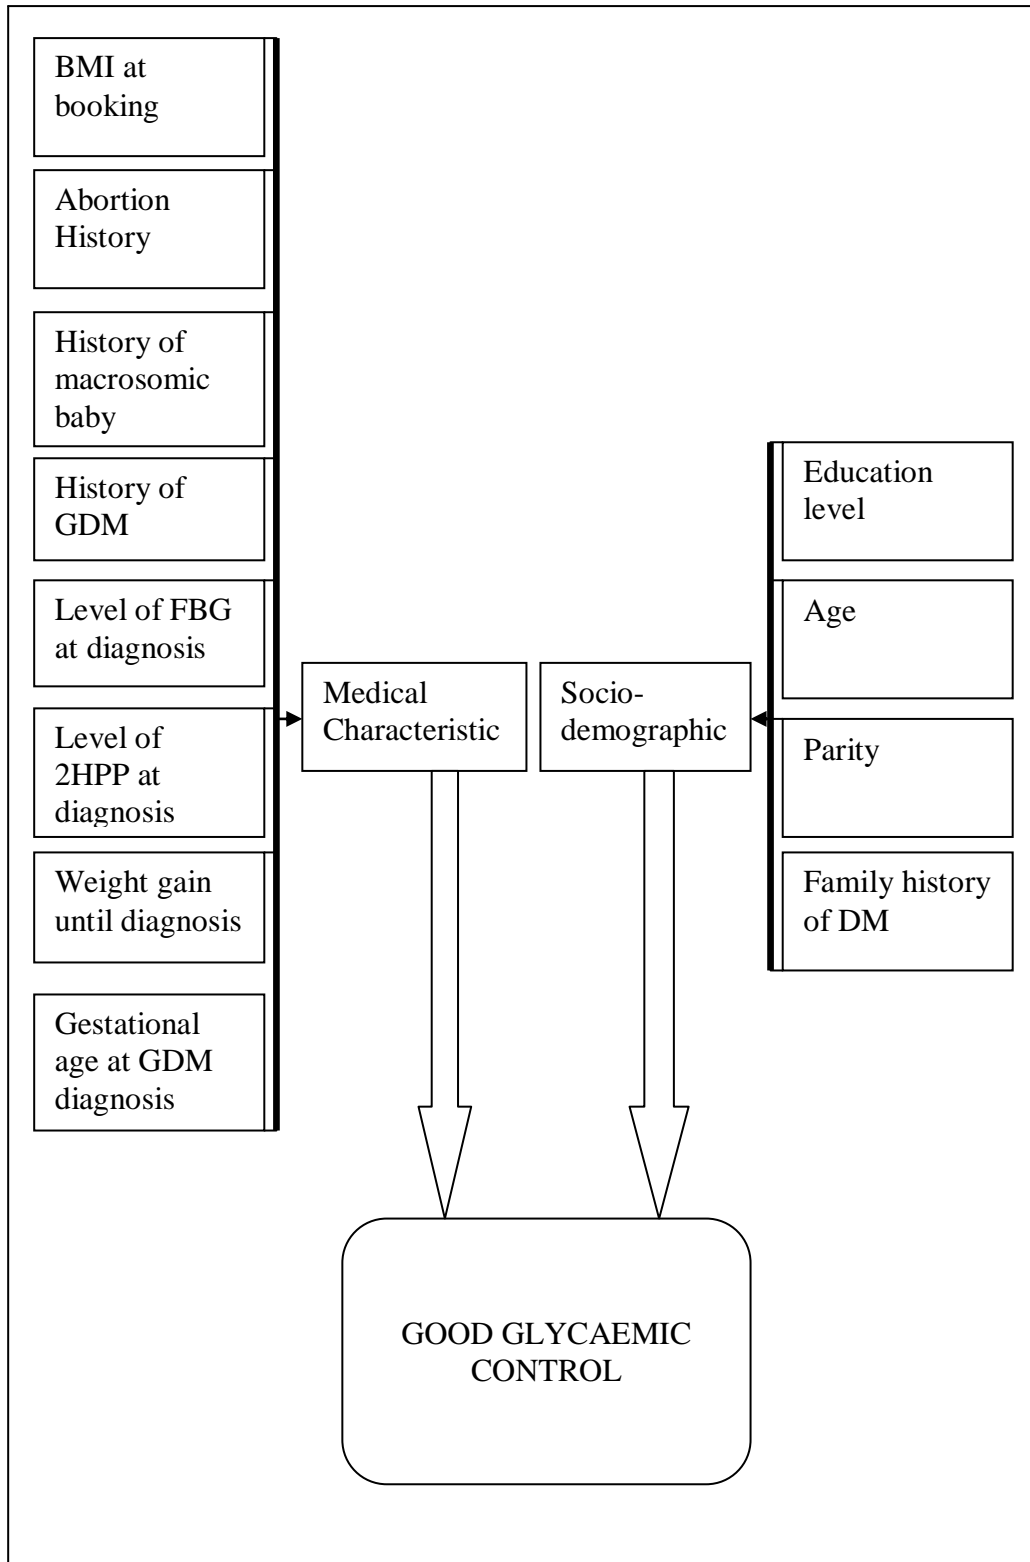 BMI at
booking
Abortion
History
History of
macrosomic
baby
History of
GDM
Level of FBG
at diagnosis
Level of
2HPP at
diagnosis
Weight gain
until diagnosis
Gestational
age at GDM
diagnosis
Medical
Characteristic
Socio-
demographic
Education
level
Age
Parity
Family history
of DM
GOOD GLYCAEMIC
CONTROL